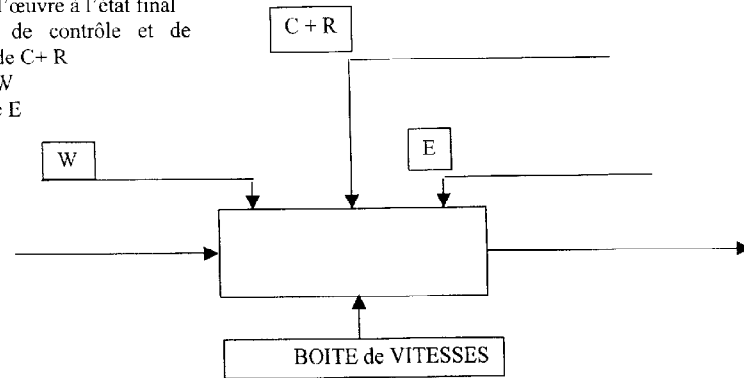 l'œuvre à l'état final
de contrôle et de
de C+ R
W
e E
C + R
E
W
BOITE de VITESSES